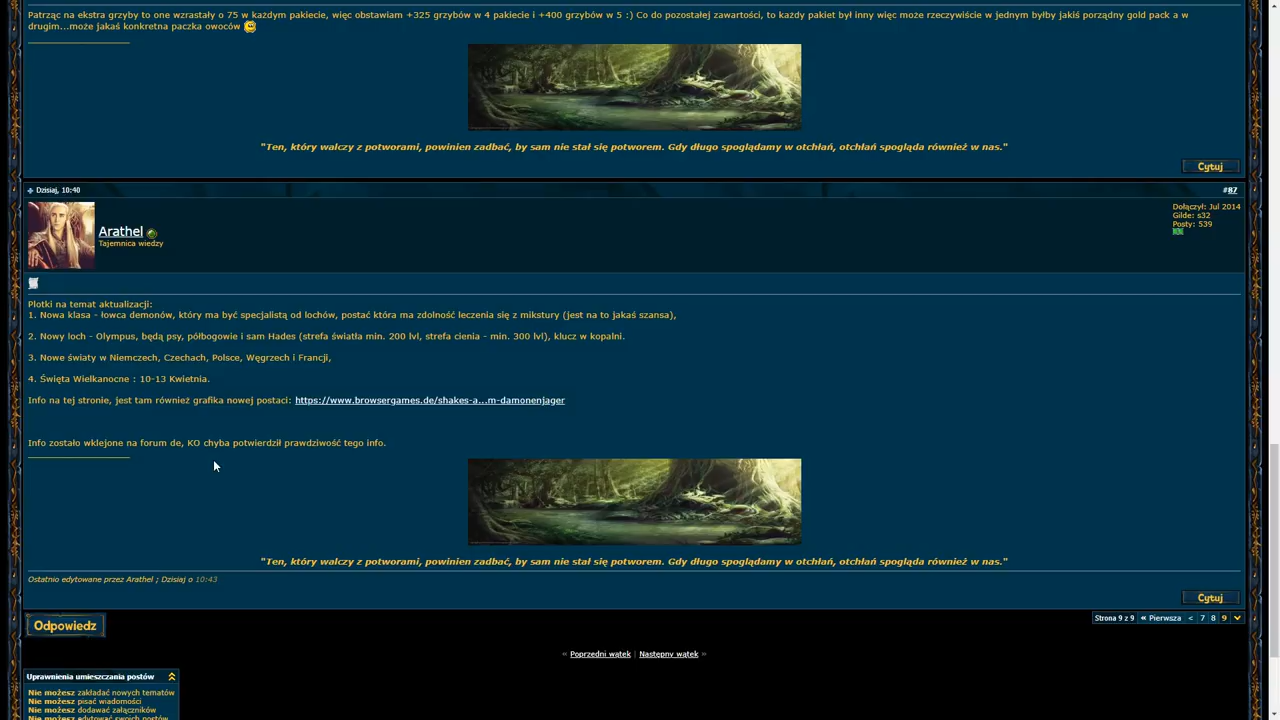 Patrząc na ekstra grzyby to one wzrastały o 75 w każdym pakiecie, więc obstawiam +325 grzybów w 4 pakiecie i +400 grzybów w 5 :) Co do pozostałej zawartości, to każdy pakiet był inny więc może rzeczywiście w jednym byłby jakiś porządny gold pack a w
drugim...może jakaś konkretna paczka owoców
"Ten, który walczy z potworami, powinien zadbać, by sam nie stał się potworem. Gdy długo spoglądamy w otchłań, otchłań spogląda również w nas."
Cytuj
Dzisiaj, 10:40
#87
Arathel
Tajemnica wiedzy
Dołączył: Jul 2014
Gilde: s32
Posty: 539
Plotki na temat aktualizacji:
1. Nowa klasa - łowca demonów, który ma być specjalistą od lochów, postać która ma zdolność leczenia się z mikstury (jest na to jakaś szansa),
2. Nowy loch - Olympus, będą psy, półbogowie i sam Hades (strefa światła min. 200 lvl, strefa cienia - min. 300 lvl), klucz w kopalni.
3. Nowe światy w Niemczech, Czechach, Polsce, Węgrzech i Francji,
4. Święta Wielkanocne : 10-13 Kwietnia.
Info na tej stronie, jest tam również grafika nowej postaci: https://www.browsergames.de/shakes-a...m-damonenjager
Info zostało wklejone na forum de, KO chyba potwierdził prawdziwość tego info.
"Ten, który walczy z potworami, powinien zadbać, by sam nie stał się potworem. Gdy długo spoglądamy w otchłań, otchłań spogląda również w nas."
Ostatnio edytowane przez Arathel ; Dzisiaj o 10:43
Cytuj
Odpowiedz
Strona 9 z 9 « Pierwsza < 7 8 9
« Poprzedni wątek | Następny wątek »
Uprawnienia umieszczania postów
Nie możesz zakładać nowych tematów
Nie możesz pisać wiadomości
Nie możesz dodawać załączników
Nie możesz edytować swoich postów